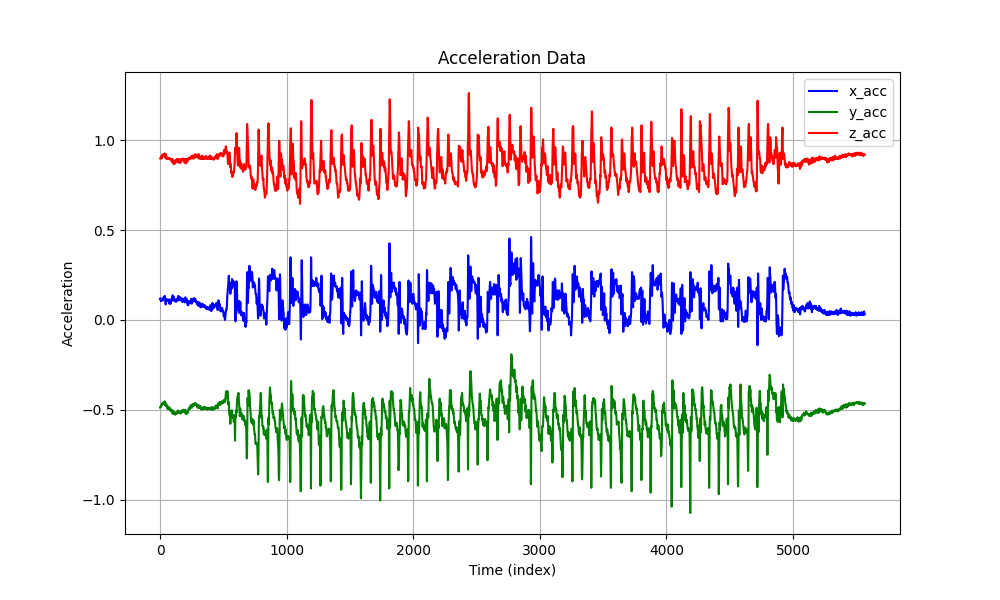 Acceleration Data
x_acc
y_acc
z_acc
1.0
0.5
0.0
−0.5
−1.0
Acceleration
0 1000 2000 3000 4000 5000
Time (index)